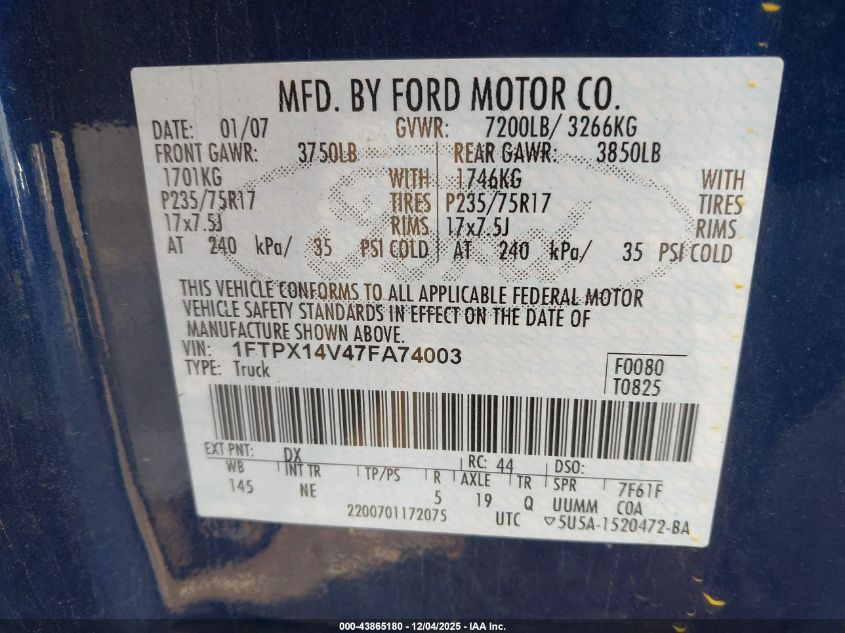 MFD. BY FORD MOTOR CO.
DATE: 01/07 GVWR: 7200LB/ 3266KG
FRONT GAWR: 3750LB REAR GAWR: 3850LB
1701KG WITH 1746KG WITH
P235/75R17 TIRES P235/75R17 TIRES
17x7.5J RIMS 17x7.5J RIMS
AT 240 kPa/ 35 PSI COLD AT 240 kPa/ 35 PSI COLD
THIS VEHICLE CONFORMS TO ALL APPLICABLE FEDERAL MOTOR
VEHICLE SAFETY STANDARDS IN EFFECT ON THE DATE OF
MANUFACTURE SHOWN ABOVE.
VIN: 1FTPX14V47FA74003
TYPE: Truck
F0080
T0825
EXT PNT: DX RC: 44 DSO:
WB INT TR TP/PS R AXLE TR SPR 7F61F
145 NE 5 19 Q UUMM COA
2200701172075 UTC ▽5U5A-1520472-BA
Ford
000-43865180 - 12/04/2025 - IAA Inc.